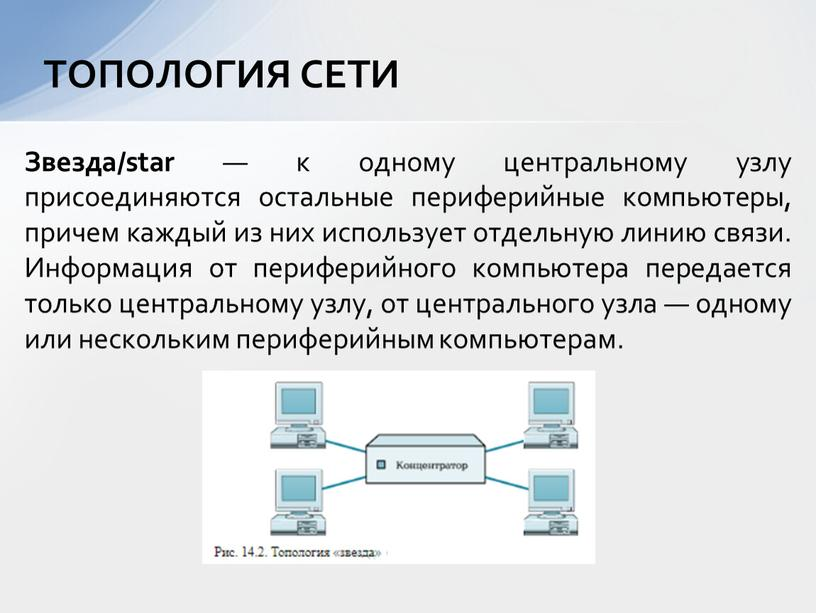 ТОПОЛОГИЯ СЕТИ
Звезда/star — к одному центральному узлу
присоединяются остальные периферийные компьютеры,
причем каждый из них использует отдельную линию связи.
Информация от периферийного компьютера передается
только центральному узлу, от центрального узла — одному
или нескольким периферийным компьютерам.
Концентратор
Рис. 14.2. Топология «звезда»